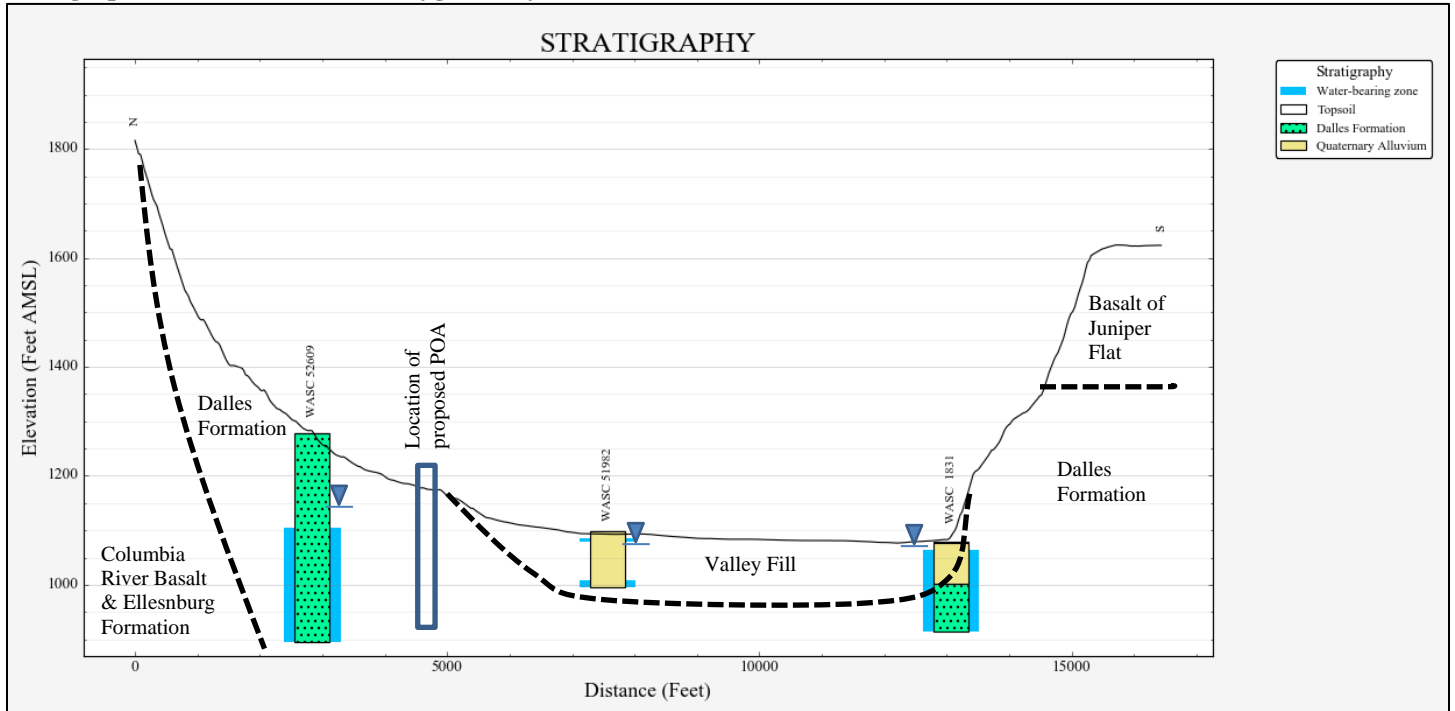 STRATIGRAPHY
Stratigraphy
Water-bearing zone
Topsoil
Dalles Formation
Quaternary Alluvium
Elevation (Feet AMSL)
1800
1600
1400
1200
1000
N
S
WASC 52609
Location of
proposed POA
WASC 51982
WASC 1831
Dalles
Formation
Columbia
River Basalt
& Ellesnburg
Formation
Valley Fill
Basalt of
Juniper
Flat
Dalles
Formation
0
5000
10000
15000
Distance (Feet)